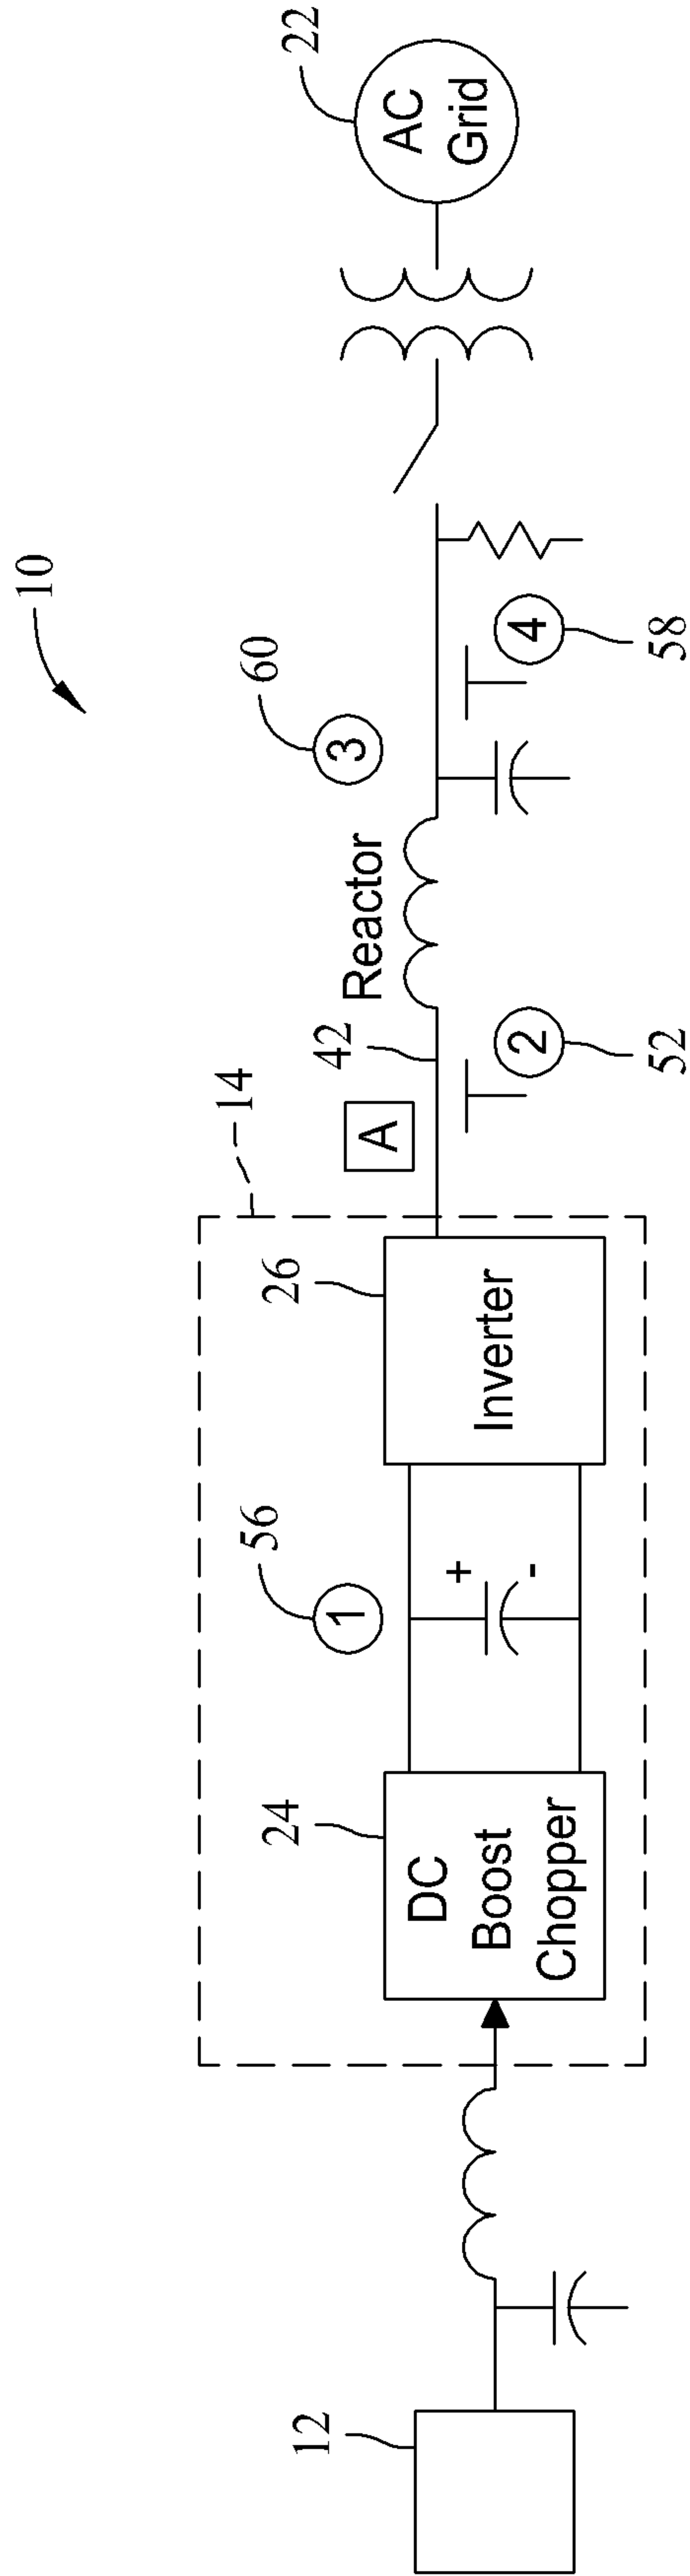 10
12
24
DC
Boost
Chopper
56
1
+
-
26
Inverter
14
A
42
2
52
Reactor
60
3
4
58
22
AC
Grid